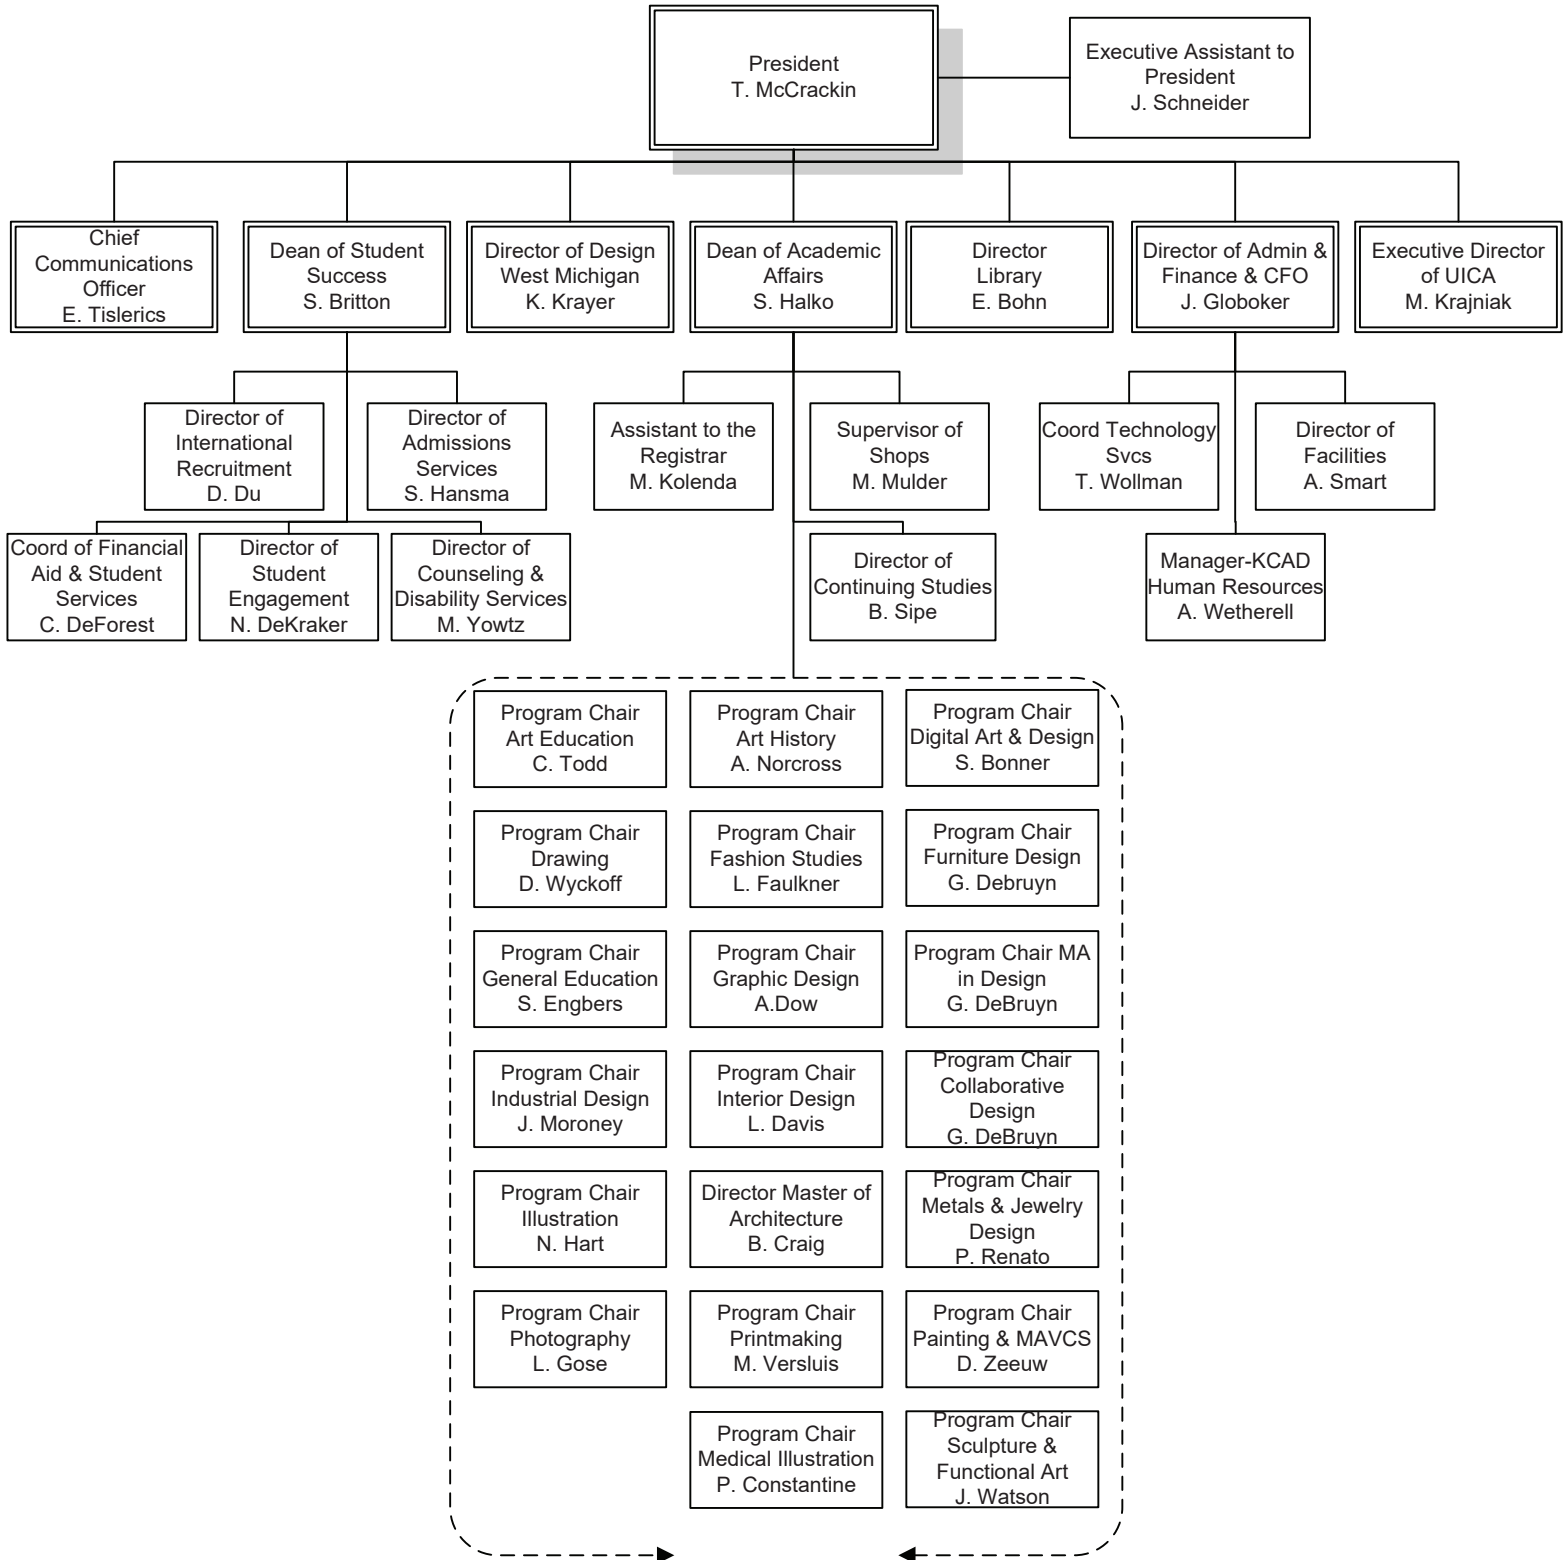 President
T. McCrackin
Executive Assistant to
President
J. Schneider
Chief
Communications
Officer
E. Tislerics
Dean of Student
Success
S. Britton
Director of Design
West Michigan
K. Krayer
Dean of Academic
Affairs
S. Halko
Director
Library
E. Bohn
Director of Admin &
Finance & CFO
J. Globoker
Executive Director
of UICA
M. Krajniak
Director of
International
Recruitment
D. Du
Director of
Admissions
Services
S. Hansma
Assistant to the
Registrar
M. Kolenda
Supervisor of
Shops
M. Mulder
Coord Technology
Svcs
T. Wollman
Director of
Facilities
A. Smart
Coord of Financial
Aid & Student
Services
C. DeForest
Director of
Student
Engagement
N. DeKraker
Director of
Counseling &
Disability Services
M. Yowtz
Director of
Continuing Studies
B. Sipe
Manager-KCAD
Human Resources
A. Wetherell
Program Chair
Art Education
C. Todd
Program Chair
Art History
A. Norcross
Program Chair
Digital Art & Design
S. Bonner
Program Chair
Drawing
D. Wyckoff
Program Chair
Fashion Studies
L. Faulkner
Program Chair
Furniture Design
G. Debruyn
Program Chair
General Education
S. Engbers
Program Chair
Graphic Design
A.Dow
Program Chair MA
in Design
G. DeBruyn
Program Chair
Industrial Design
J. Moroney
Program Chair
Interior Design
L. Davis
Program Chair
Collaborative
Design
G. DeBruyn
Program Chair
Illustration
N. Hart
Director Master of
Architecture
B. Craig
Program Chair
Metals & Jewelry
Design
P. Renato
Program Chair
Photography
L. Gose
Program Chair
Printmaking
M. Versluis
Program Chair
Painting & MAVCS
D. Zeeuw
Program Chair
Medical Illustration
P. Constantine
Program Chair
Sculpture &
Functional Art
J. Watson